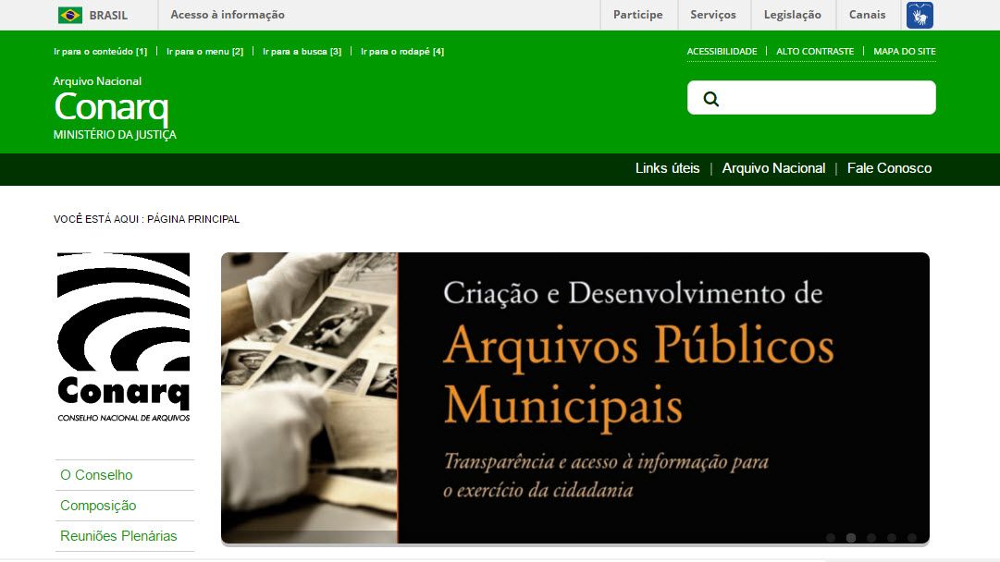 BRASIL
Acesso à informação
Participe
Serviços
Legislação
Canais
Ir para o conteúdo [1]
Ir para o menu [2]
Ir para a busca [3]
Ir para o rodapé [4]
ACESSIBILIDADE
ALTO CONTRASTE
MAPA DO SITE
Arquivo Nacional
Conarq
MINISTÉRIO DA JUSTIÇA
Links úteis
Arquivo Nacional
Fale Conosco
VOCÊ ESTÁ AQUI : PÁGINA PRINCIPAL
Conarq
CONSELHO NACIONAL DE ARQUIVOS
O Conselho
Composição
Reuniões Plenárias
Criação e Desenvolvimento de
Arquivos Públicos
Municipais
Transparência e acesso à informação para
o exercício da cidadania